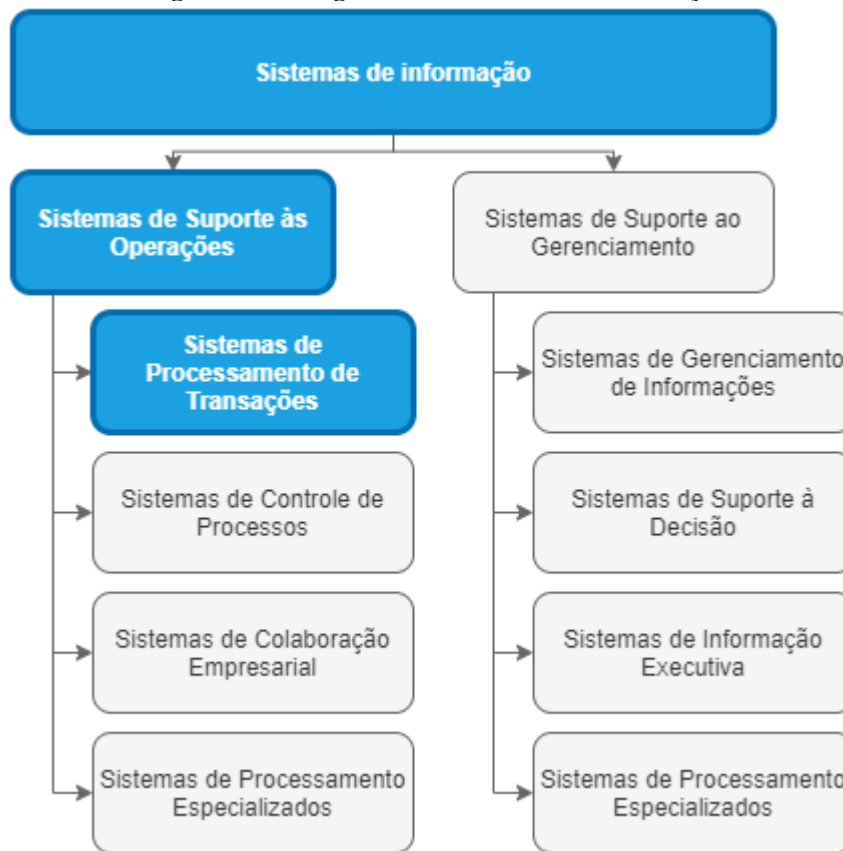 Sistemas de informação
Sistemas de Suporte às
Operações
Sistemas de Suporte ao
Gerenciamento
Sistemas de
Processamento de
Transações
Sistemas de Gerenciamento
de Informações
Sistemas de Controle de
Processos
Sistemas de Suporte à
Decisão
Sistemas de Colaboração
Empresarial
Sistemas de Informação
Executiva
Sistemas de Processamento
Especializados
Sistemas de Processamento
Especializados